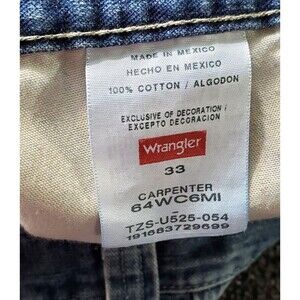 MADE IN MEXICO
HECHO EN MEXICO
100% COTTON / ALGODON
EXCLUSIVE OF DECORATION /
EXCEPTO DECORACION
Wrangler
33
CARPENTER
64WC6MI
-
TZS-U525-054
191683729699